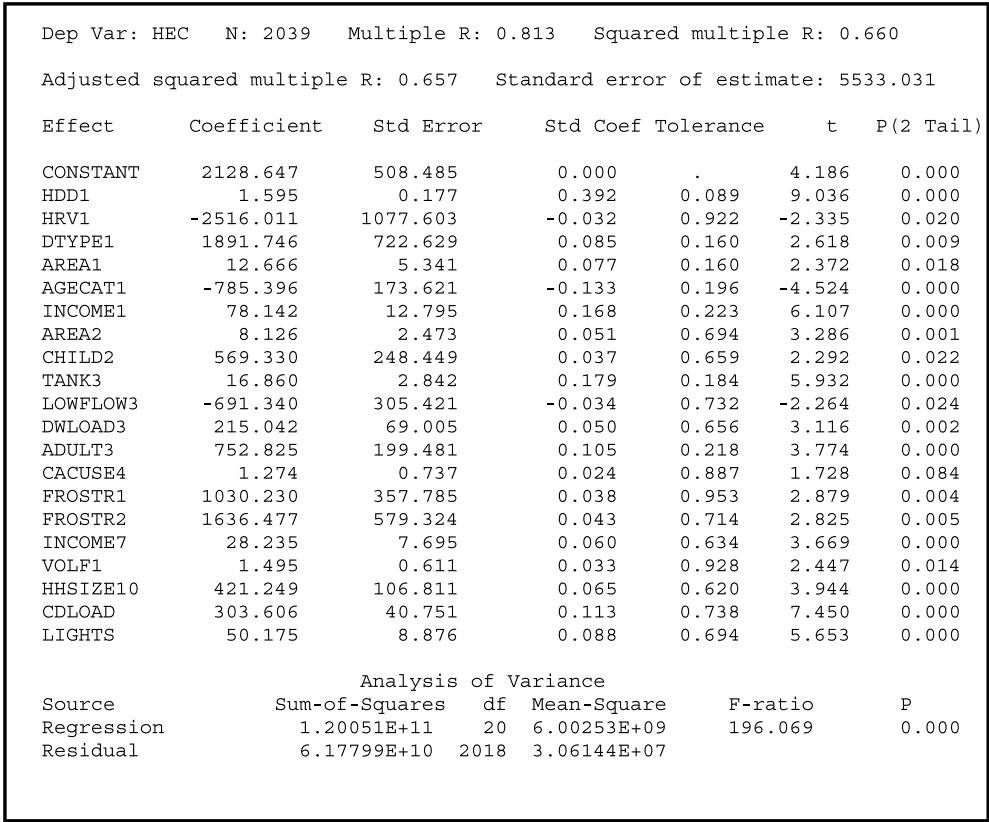 Dep Var: HEC N: 2039 Multiple R: 0.813 Squared multiple R: 0.660
Adjusted squared multiple R: 0.657 Standard error of estimate: 5533.031
Effect Coefficient Std Error Std Coef Tolerance t P(2 Tail)
CONSTANT 2128.647 508.485 0.000 . 4.186 0.000
HDD1 1.595 0.177 0.392 0.089 9.036 0.000
HRV1 -2516.011 1077.603 -0.032 0.922 -2.335 0.020
DTYPE1 1891.746 722.629 0.085 0.160 2.618 0.009
AREA1 12.666 5.341 0.077 0.160 2.372 0.018
AGECAT1 -785.396 173.621 -0.133 0.196 -4.524 0.000
INCOME1 78.142 12.795 0.168 0.223 6.107 0.000
AREA2 8.126 2.473 0.051 0.694 3.286 0.001
CHILD2 569.330 248.449 0.037 0.659 2.292 0.022
TANK3 16.860 2.842 0.179 0.184 5.932 0.000
LOWFLOW3 -691.340 305.421 -0.034 0.732 -2.264 0.024
DWLOAD3 215.042 69.005 0.050 0.656 3.116 0.002
ADULT3 752.825 199.481 0.105 0.218 3.774 0.000
CACUSE4 1.274 0.737 0.024 0.887 1.728 0.084
FROSTR1 1030.230 357.785 0.038 0.953 2.879 0.004
FROSTR2 1636.477 579.324 0.043 0.714 2.825 0.005
INCOME7 28.235 7.695 0.060 0.634 3.669 0.000
VOLF1 1.495 0.611 0.033 0.928 2.447 0.014
HHSIZE10 421.249 106.811 0.065 0.620 3.944 0.000
CDLOAD 303.606 40.751 0.113 0.738 7.450 0.000
LIGHTS 50.175 8.876 0.088 0.694 5.653 0.000
Analysis of Variance
Source Sum-of-Squares df Mean-Square F-ratio P
Regression 1.20051E+11 20 6.00253E+09 196.069 0.000
Residual 6.17799E+10 2018 3.06144E+07